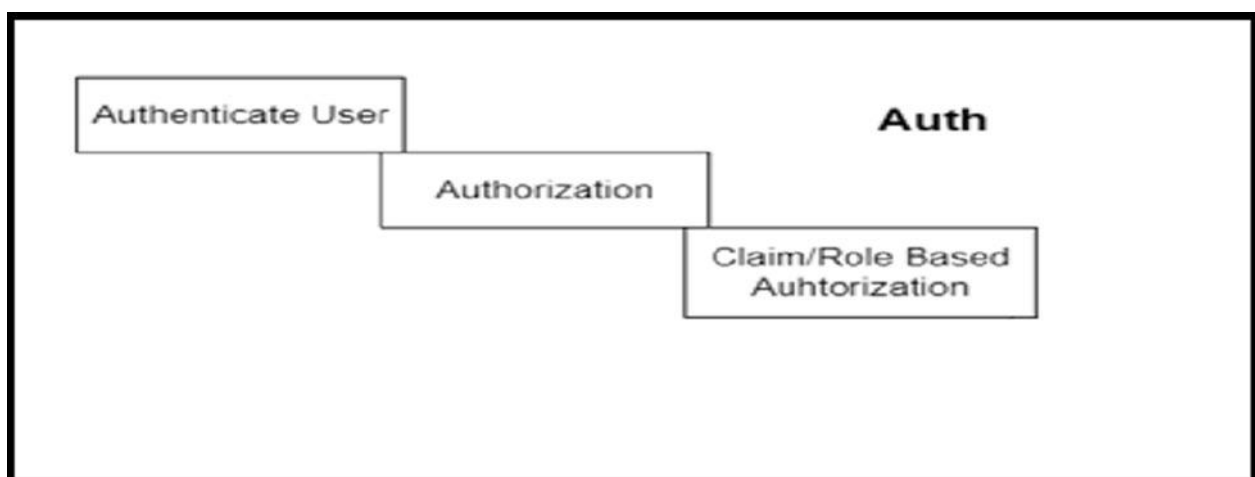 Authenticate User
Auth
Authorization
Claim/Role Based
Auhtorization